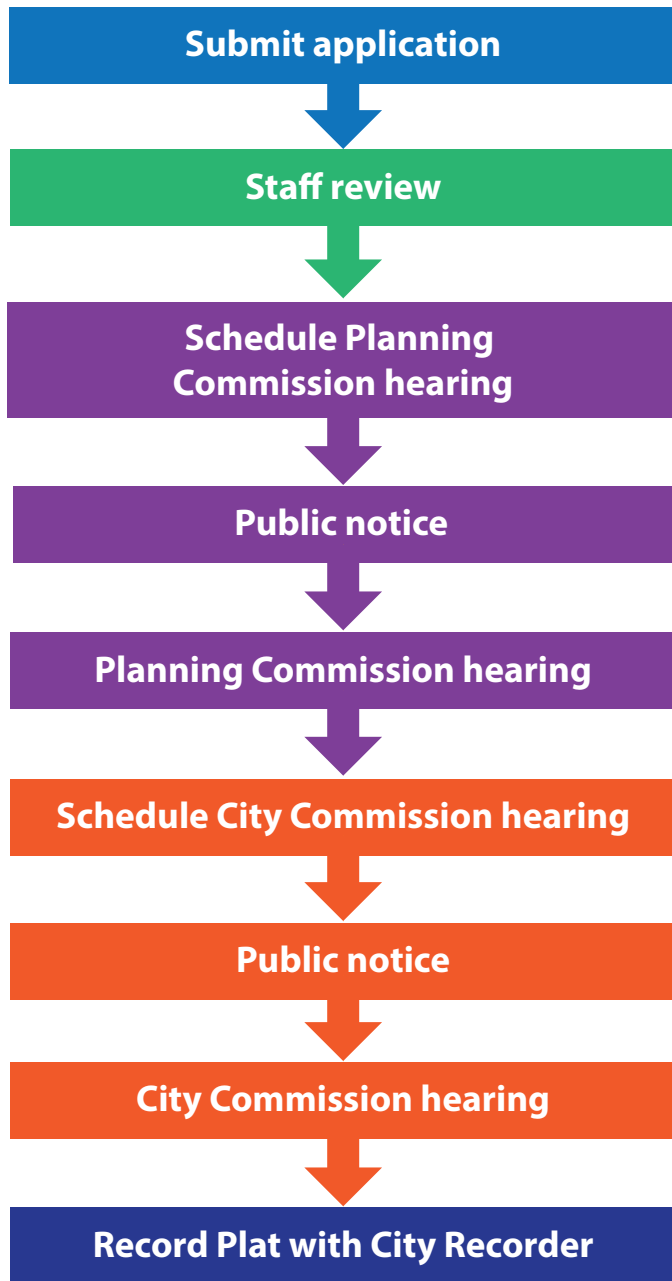 Submit application
Staff review
Schedule Planning
Commission hearing
Public notice
Planning Commission hearing
Schedule City Commission hearing
Public notice
City Commission hearing
Record Plat with City Recorder